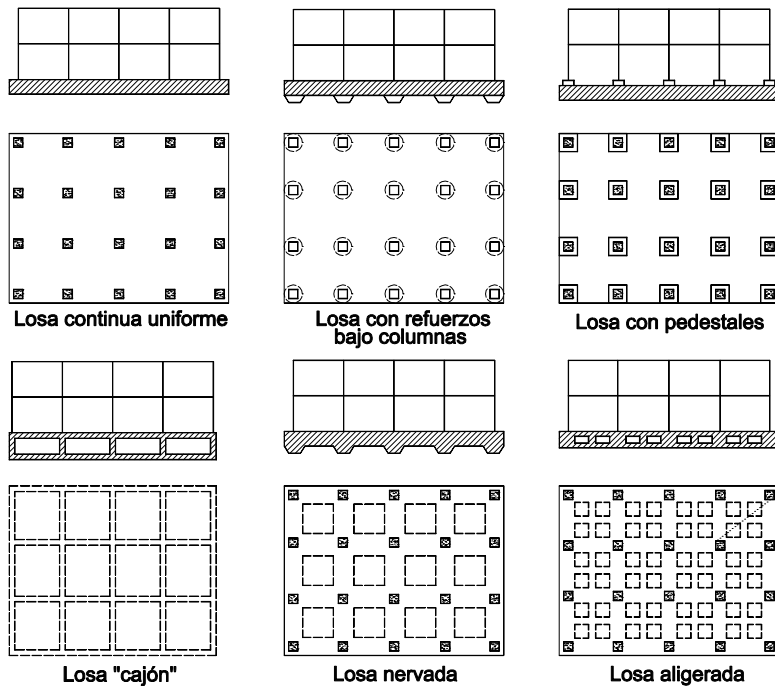 Losa continua uniforme
Losa con refuerzos
bajo columnas
Losa con pedestales
Losa "cajón"
Losa nervada
Losa aligerada